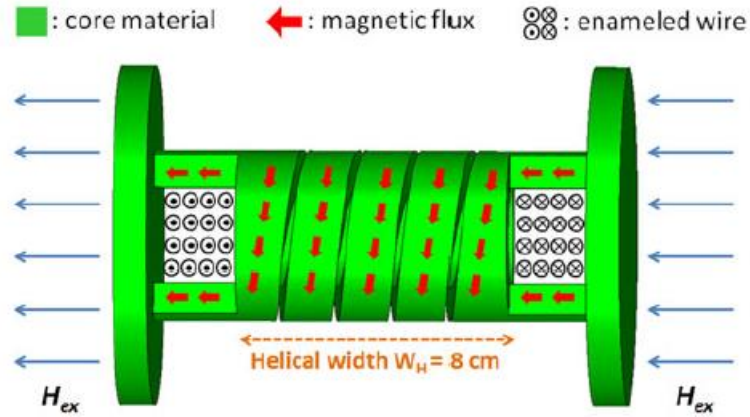 : core material : magnetic flux : enameled wire
Helical width W_H = 8 cm
H_ex H_ex